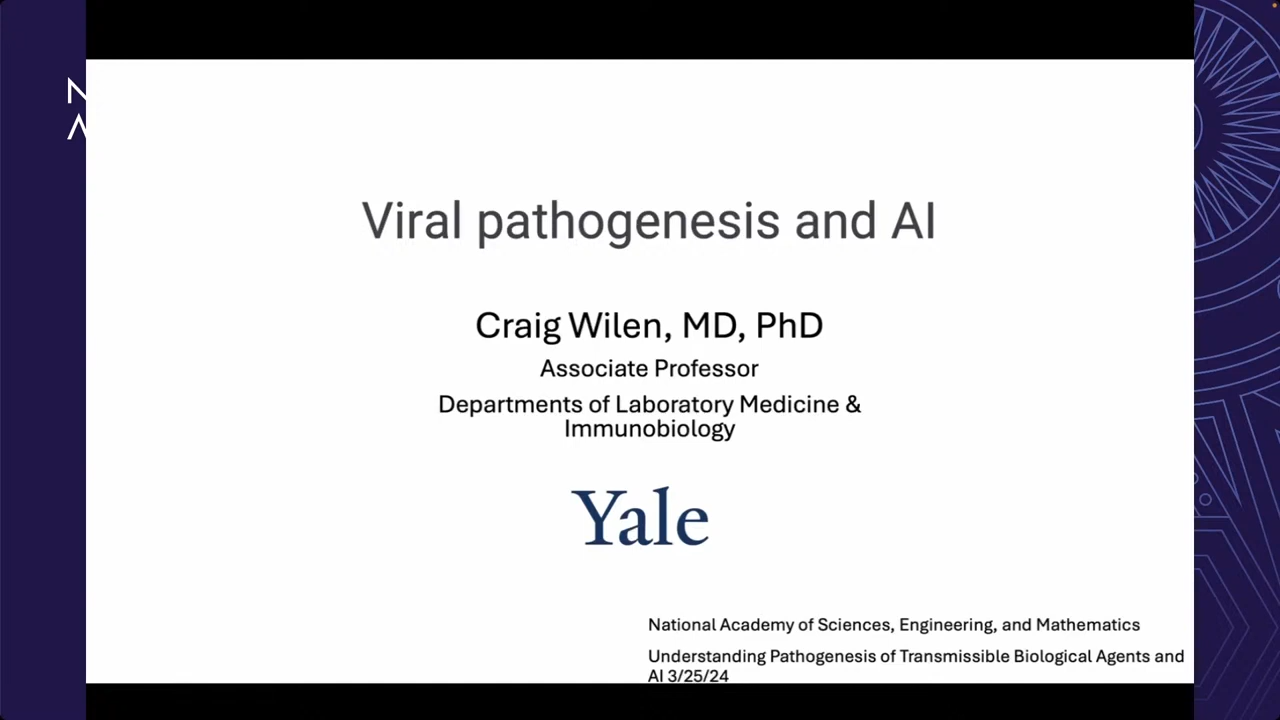 Viral pathogenesis and AI
Craig Wilen, MD, PhD
Associate Professor
Departments of Laboratory Medicine &
Immunobiology
Yale
National Academy of Sciences, Engineering, and Mathematics
Understanding Pathogenesis of Transmissible Biological Agents and
AI 3/25/24